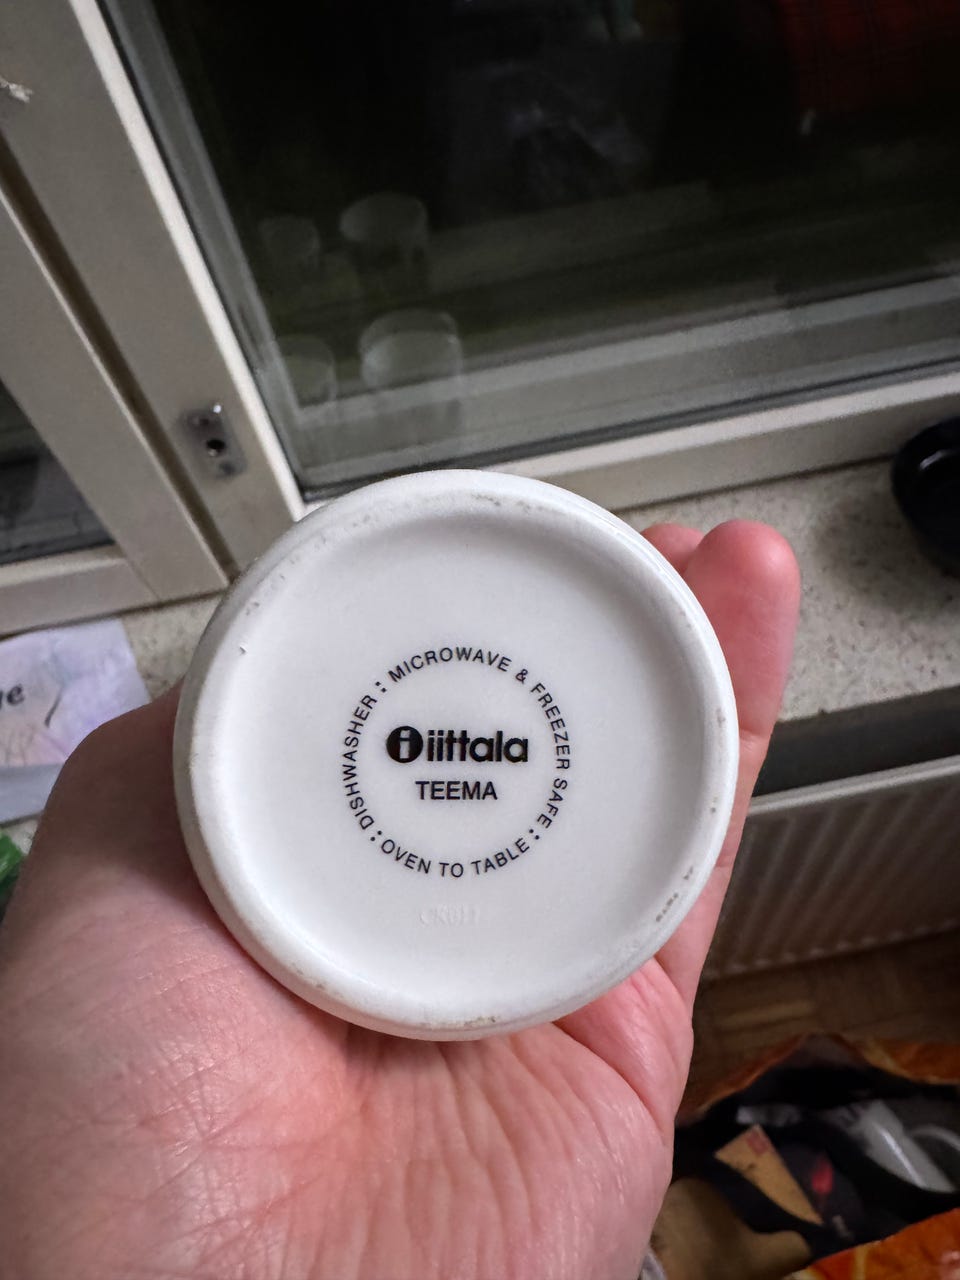 : MICROWAVE & FREEZER SAFE : OVEN TO TABLE : DISHWASHER
i iittala
TEEMA